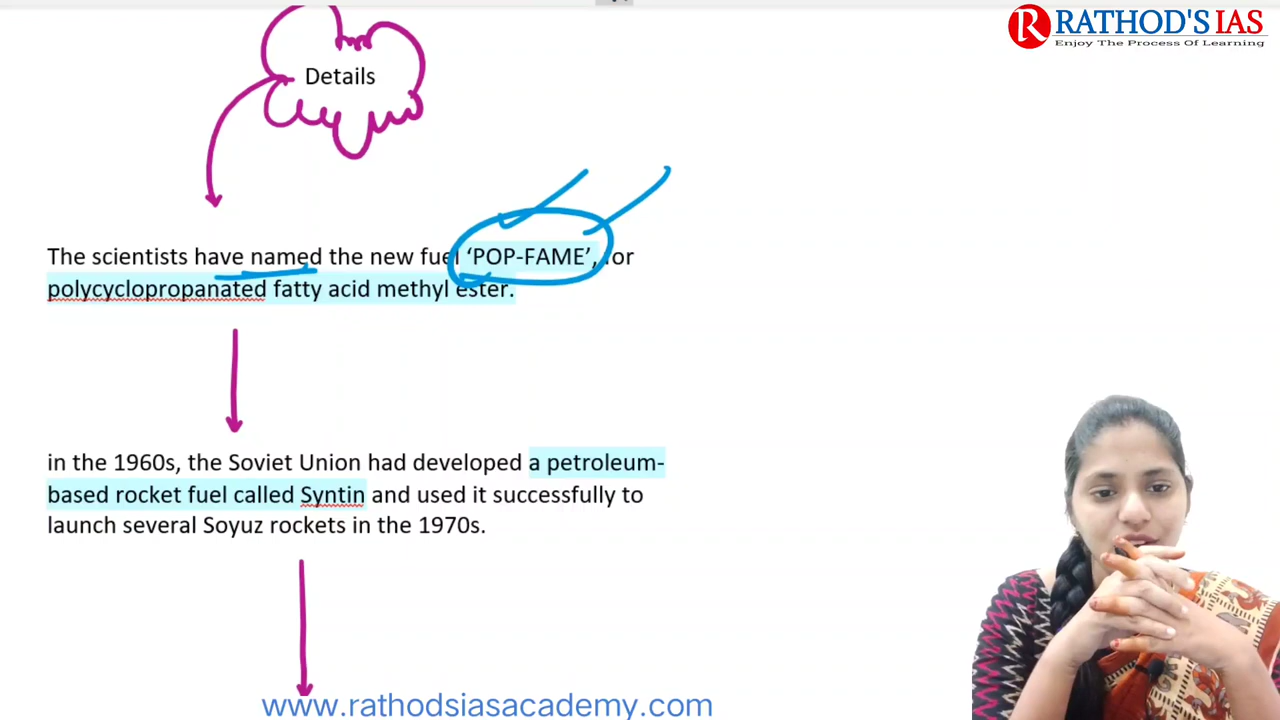 RATHOD'S IAS
Enjoy The Process Of Learning
Details
The scientists have named the new fuel ‘POP-FAME’, for
polycyclopropanated fatty acid methyl ester.
in the 1960s, the Soviet Union had developed a petroleum-
based rocket fuel called Syntin and used it successfully to
launch several Soyuz rockets in the 1970s.
www.rathodsiasacademy.com